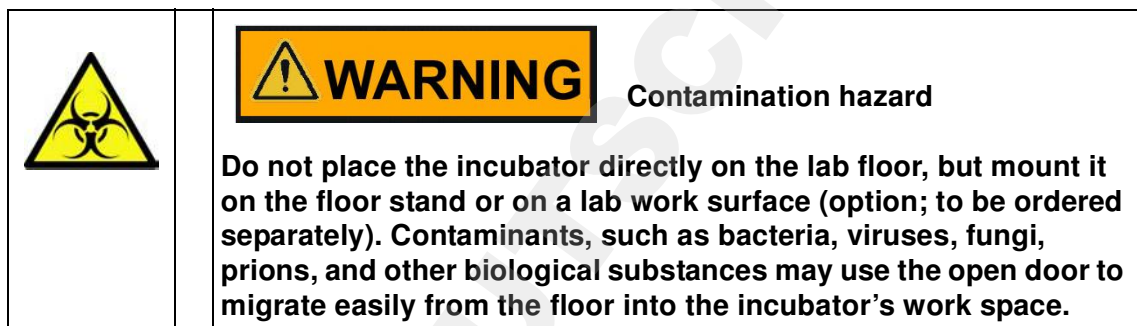 WARNING Contamination hazard
Do not place the incubator directly on the lab floor, but mount it
on the floor stand or on a lab work surface (option; to be ordered
separately). Contaminants, such as bacteria, viruses, fungi,
prions, and other biological substances may use the open door to
migrate easily from the floor into the incubator’s work space.